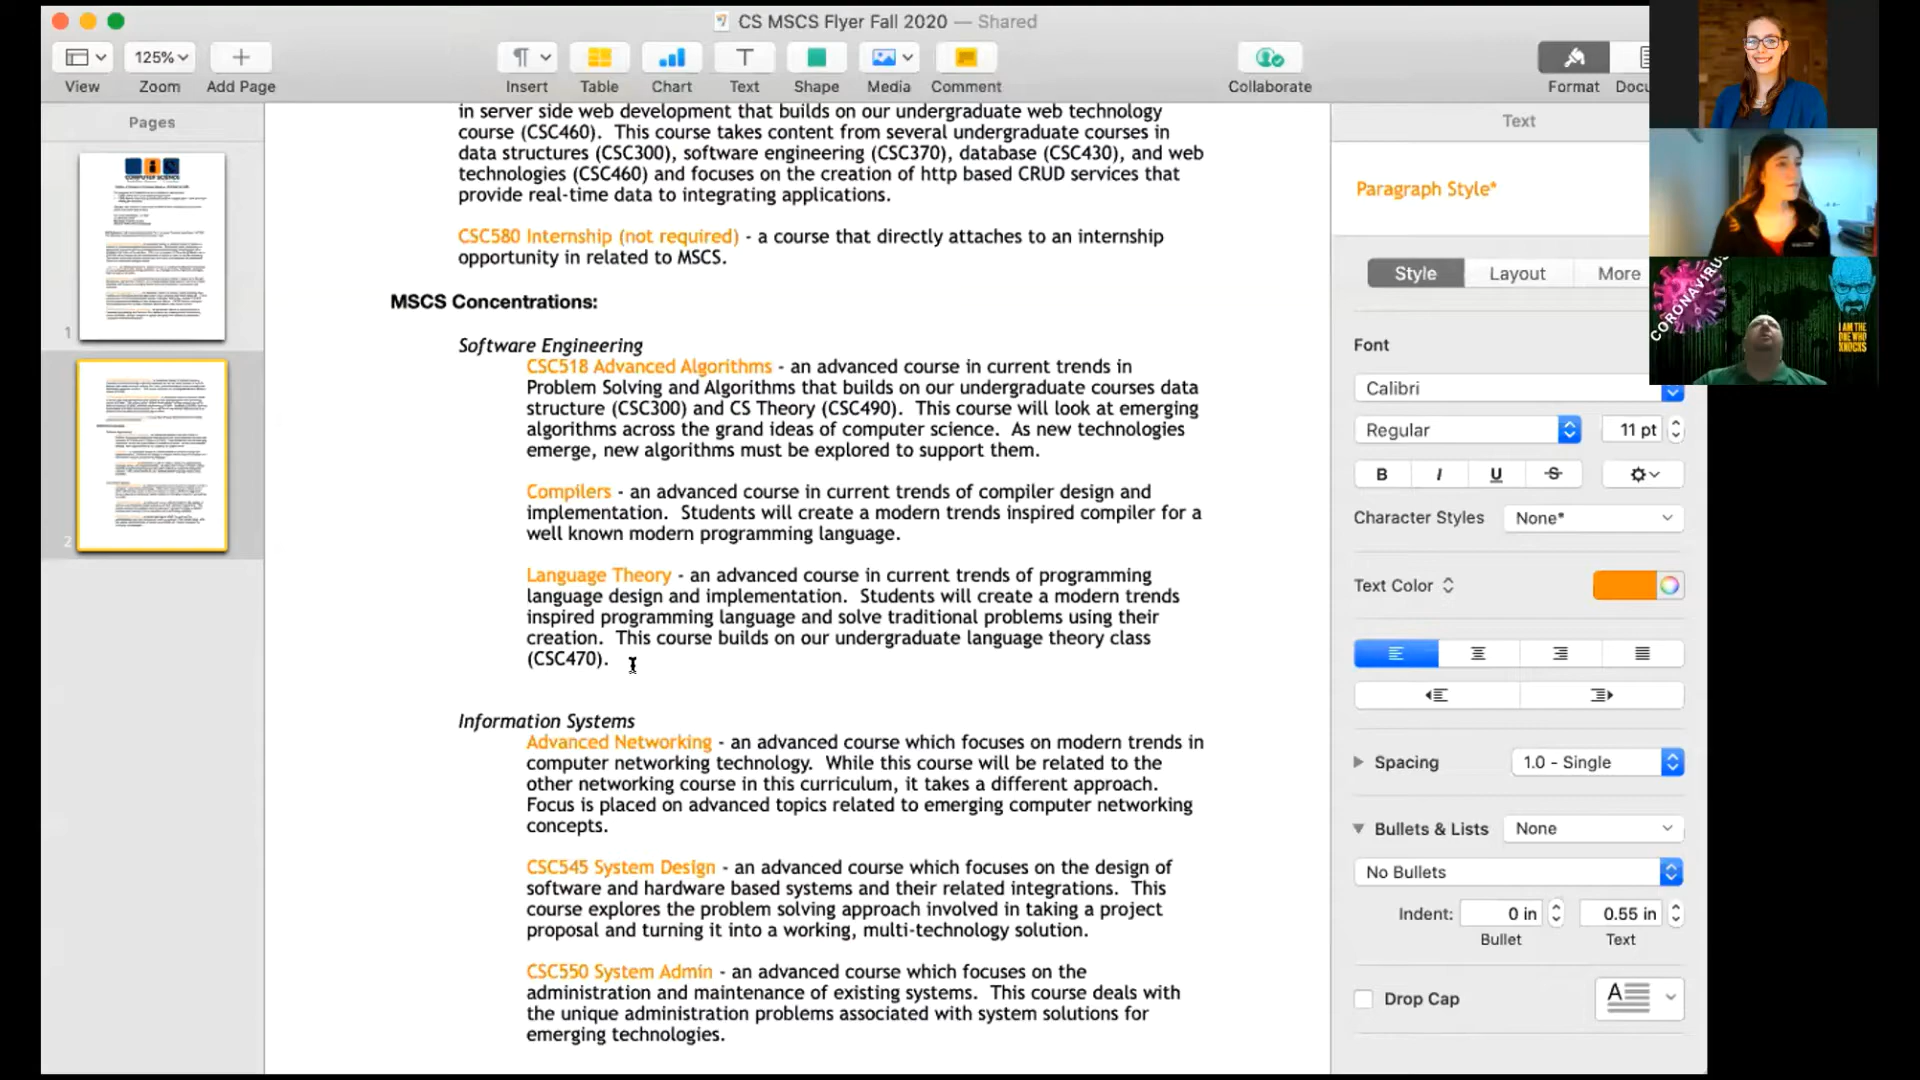 CS MSCS Flyer Fall 2020 — Shared
125%
View
Zoom
Add Page
Insert
Table
Chart
Text
Shape
Media
Comment
Collaborate
Format
Docu
Pages
1
2
in server side web development that builds on our undergraduate web technology
course (CSC460). This course takes content from several undergraduate courses in
data structures (CSC300), software engineering (CSC370), database (CSC430), and web
technologies (CSC460) and focuses on the creation of http based CRUD services that
provide real-time data to integrating applications.
CSC580 Internship (not required) - a course that directly attaches to an internship
opportunity in related to MSCS.
MSCS Concentrations:
Software Engineering
CSC518 Advanced Algorithms - an advanced course in current trends in
Problem Solving and Algorithms that builds on our undergraduate courses data
structure (CSC300) and CS Theory (CSC490). This course will look at emerging
algorithms across the grand ideas of computer science. As new technologies
emerge, new algorithms must be explored to support them.
Compilers - an advanced course in current trends of compiler design and
implementation. Students will create a modern trends inspired compiler for a
well known modern programming language.
Language Theory - an advanced course in current trends of programming
language design and implementation. Students will create a modern trends
inspired programming language and solve traditional problems using their
creation. This course builds on our undergraduate language theory class
(CSC470).
Information Systems
Advanced Networking - an advanced course which focuses on modern trends in
computer networking technology. While this course will be related to the
other networking course in this curriculum, it takes a different approach.
Focus is placed on advanced topics related to emerging computer networking
concepts.
CSC545 System Design - an advanced course which focuses on the design of
software and hardware based systems and their related integrations. This
course explores the problem solving approach involved in taking a project
proposal and turning it into a working, multi-technology solution.
CSC550 System Admin - an advanced course which focuses on the
administration and maintenance of existing systems. This course deals with
the unique administration problems associated with system solutions for
emerging technologies.
Text
Paragraph Style*
Style
Layout
More
Font
Calibri
Regular
11 pt
B I U S
Character Styles
None*
Text Color
Spacing
1.0 - Single
Bullets & Lists
None
No Bullets
Indent:
0 in
0.55 in
Bullet
Text
Drop Cap
A
CORONAVIRUS
I AM THE
ONE WHO
KNOCKS